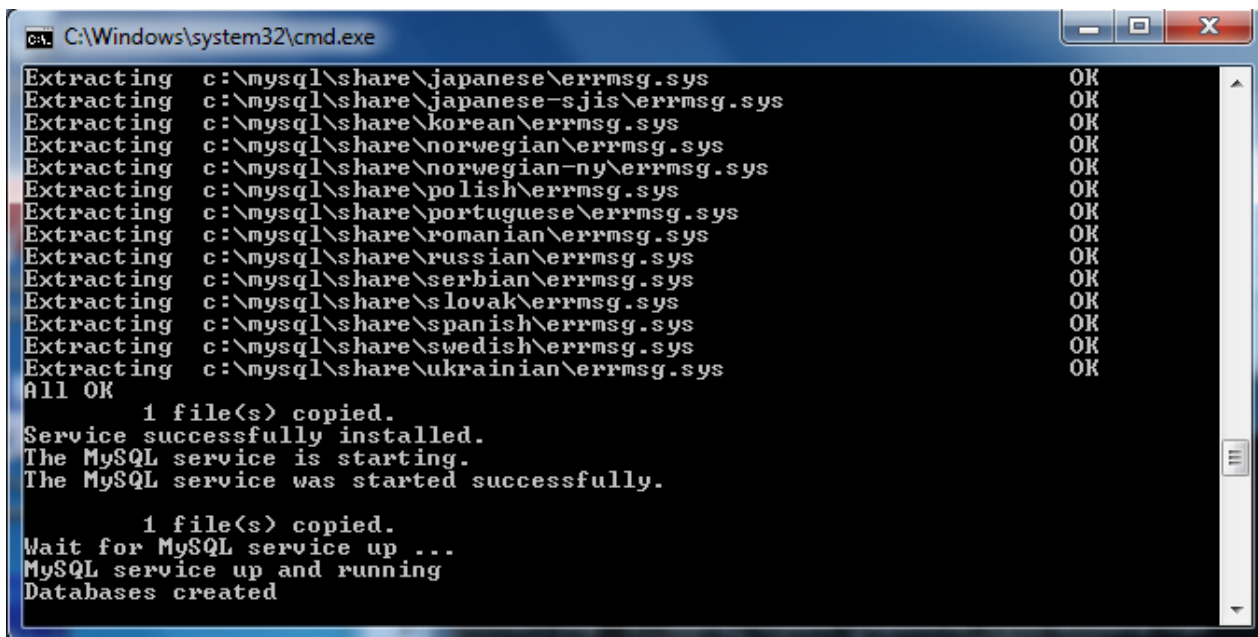 C:\Windows\system32\cmd.exe
Extracting  c:\mysql\share\japanese\errmsg.sys OK
Extracting  c:\mysql\share\japanese-sjis\errmsg.sys OK
Extracting  c:\mysql\share\korean\errmsg.sys OK
Extracting  c:\mysql\share\norwegian\errmsg.sys OK
Extracting  c:\mysql\share\norwegian-ny\errmsg.sys OK
Extracting  c:\mysql\share\polish\errmsg.sys OK
Extracting  c:\mysql\share\portuguese\errmsg.sys OK
Extracting  c:\mysql\share\romanian\errmsg.sys OK
Extracting  c:\mysql\share\russian\errmsg.sys OK
Extracting  c:\mysql\share\serbian\errmsg.sys OK
Extracting  c:\mysql\share\slovak\errmsg.sys OK
Extracting  c:\mysql\share\spanish\errmsg.sys OK
Extracting  c:\mysql\share\swedish\errmsg.sys OK
Extracting  c:\mysql\share\ukrainian\errmsg.sys OK
All OK
1 file(s) copied.
Service successfully installed.
The MySQL service is starting.
The MySQL service was started successfully.
1 file(s) copied.
Wait for MySQL service up ...
MySQL service up and running
Databases created